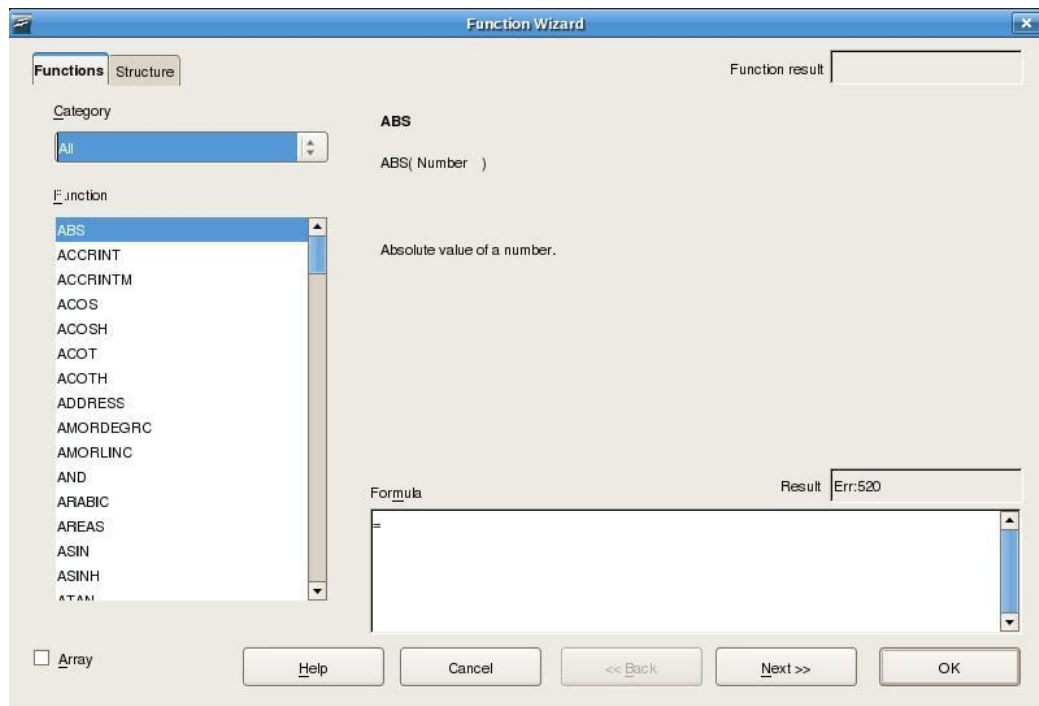 Function Wizard
Functions Structure
Function result
Category
All
Function
ABS
ACCRINT
ACCRINTM
ACOS
ACOSH
ACOT
ACOTH
ADDRESS
AMORDEGRC
AMORLINC
AND
ARABIC
AREAS
ASIN
ASINH
ATAN
ABS
ABS( Number )
Absolute value of a number.
Formula
Result Err:520
=
Array
Help Cancel << Back Next >> OK